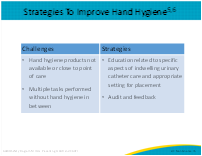 Strategies To Improve Hand Hygiene5,6
Challenges
Strategies
• Hand hygiene products not
available or close to point
of care
• Multiple tasks performed
without hand hygiene in
between
• Education related to specific
aspects of indwelling urinary
catheter care and appropriate
setting for placement
• Audit and feedback